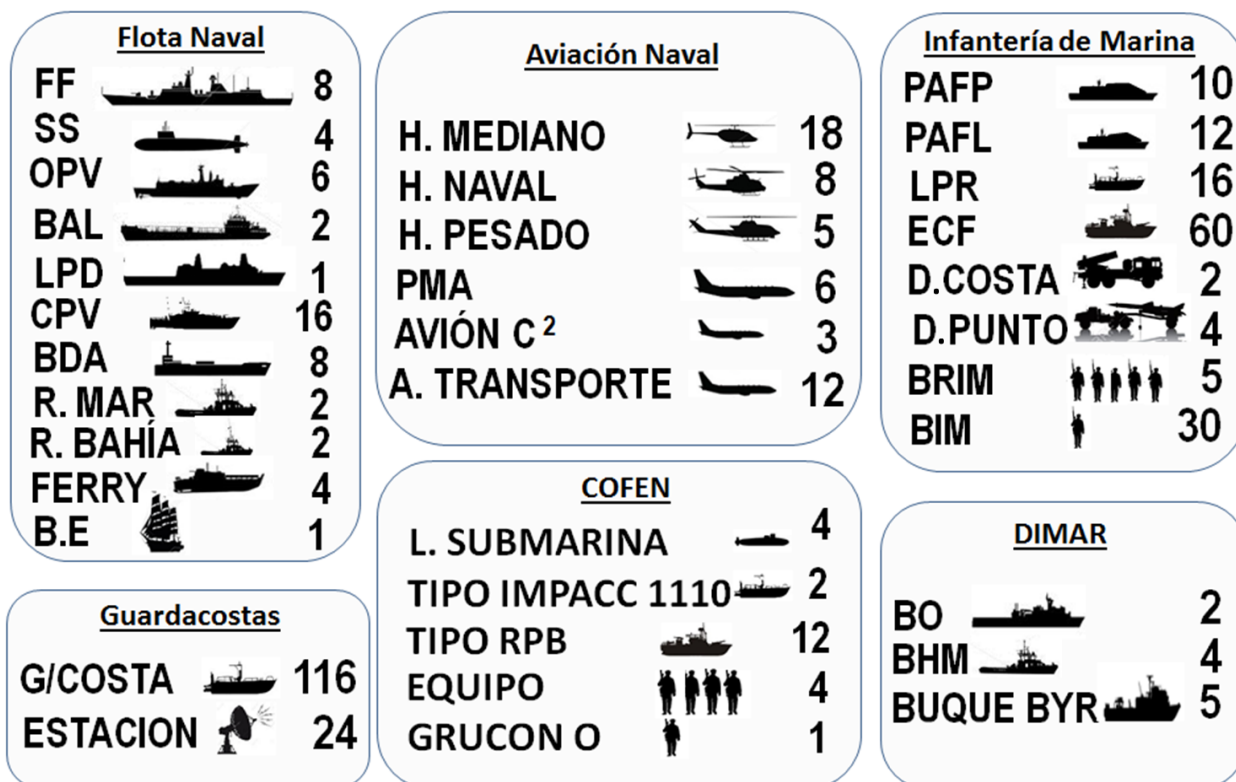 Flota Naval
FF 8
SS 4
OPV 6
BAL 2
LPD 1
CPV 16
BDA 8
R. MAR 2
R. BAHÍA 2
FERRY 4
B.E 1
Aviación Naval
H. MEDIANO 18
H. NAVAL 8
H. PESADO 5
PMA 6
AVIÓN C 2 3
A. TRANSPORTE 12
Infantería de Marina
PAFP 10
PAFL 12
LPR 16
ECF 60
D.COSTA 2
D.PUNTO 4
BRIM 5
BIM 30
Guardacostas
G/COSTA 116
ESTACION 24
COFEN
L. SUBMARINA 4
TIPO IMPACC 1110 2
TIPO RPB 12
EQUIPO 4
GRUCON O 1
DIMAR
BO 2
BHM 4
BUQUE BYR 5